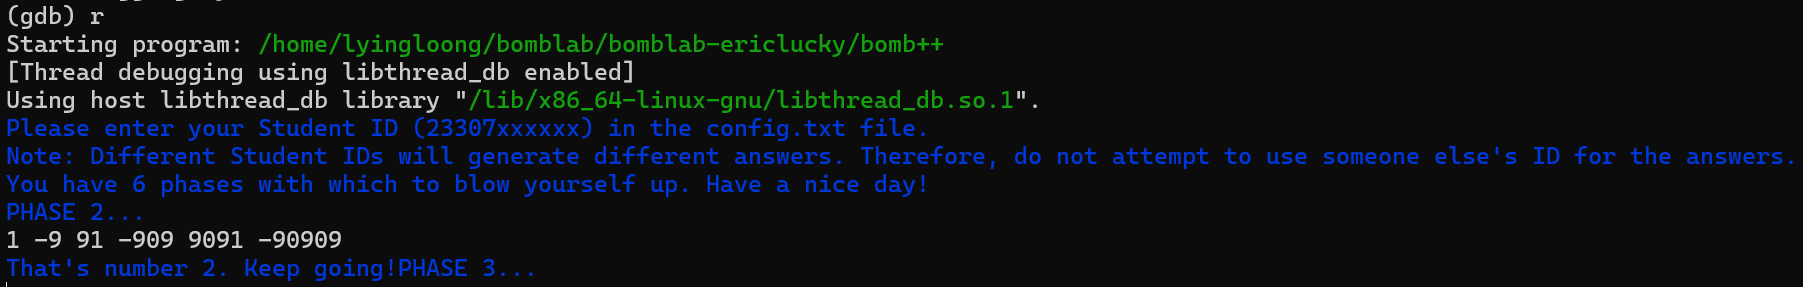 (gdb) r
Starting program: /home/lyingloong/bomblab/bomblab-ericlucky/bomb++
[Thread debugging using libthread_db enabled]
Using host libthread_db library "/lib/x86_64-linux-gnu/libthread_db.so.1".
Please enter your Student ID (23307xxxxxx) in the config.txt file.
Note: Different Student IDs will generate different answers. Therefore, do not attempt to use someone else's ID for the answers.
You have 6 phases with which to blow yourself up. Have a nice day!
PHASE 2...
1 -9 91 -909 9091 -90909
That's number 2. Keep going!PHASE 3...